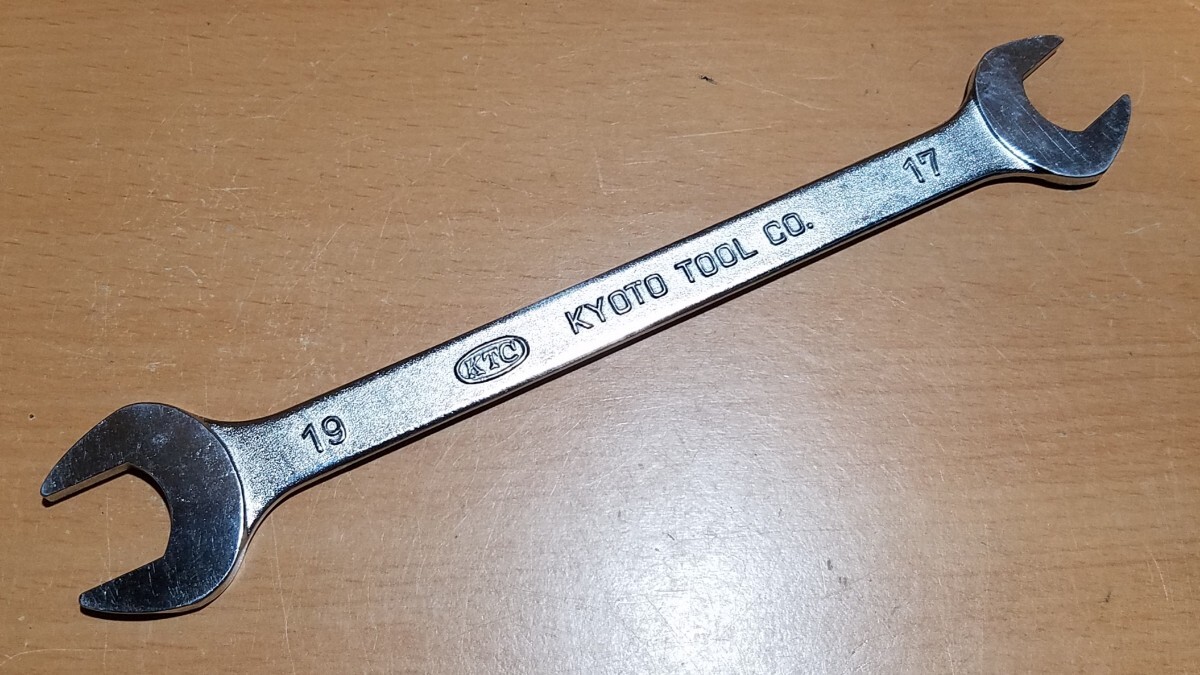 19 KTC KYOTO TOOL CO. 17